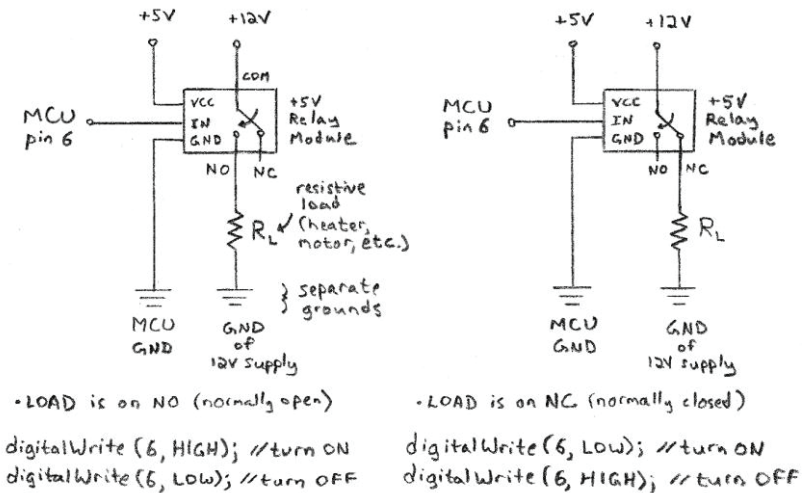 +5V
+12V
COM
VCC
IN
GND
MCU
pin 6
+5V
Relay
Module
NO
NC
resistive
load
(heater,
motor, etc.)
RL
separate
grounds
MCU
GND
GND
of
12V supply
•LOAD is on NO (normally open)
digitalWrite(6, HIGH); //turn ON
digitalWrite(6, LOW); //turn OFF
+5V
+12V
VCC
IN
GND
MCU
pin 6
+5V
Relay
Module
NO
NC
RL
MCU
GND
GND
of
12V supply
•LOAD is on NC (normally closed)
digitalWrite(6, LOW); //turn ON
digitalWrite(6, HIGH); //turn OFF